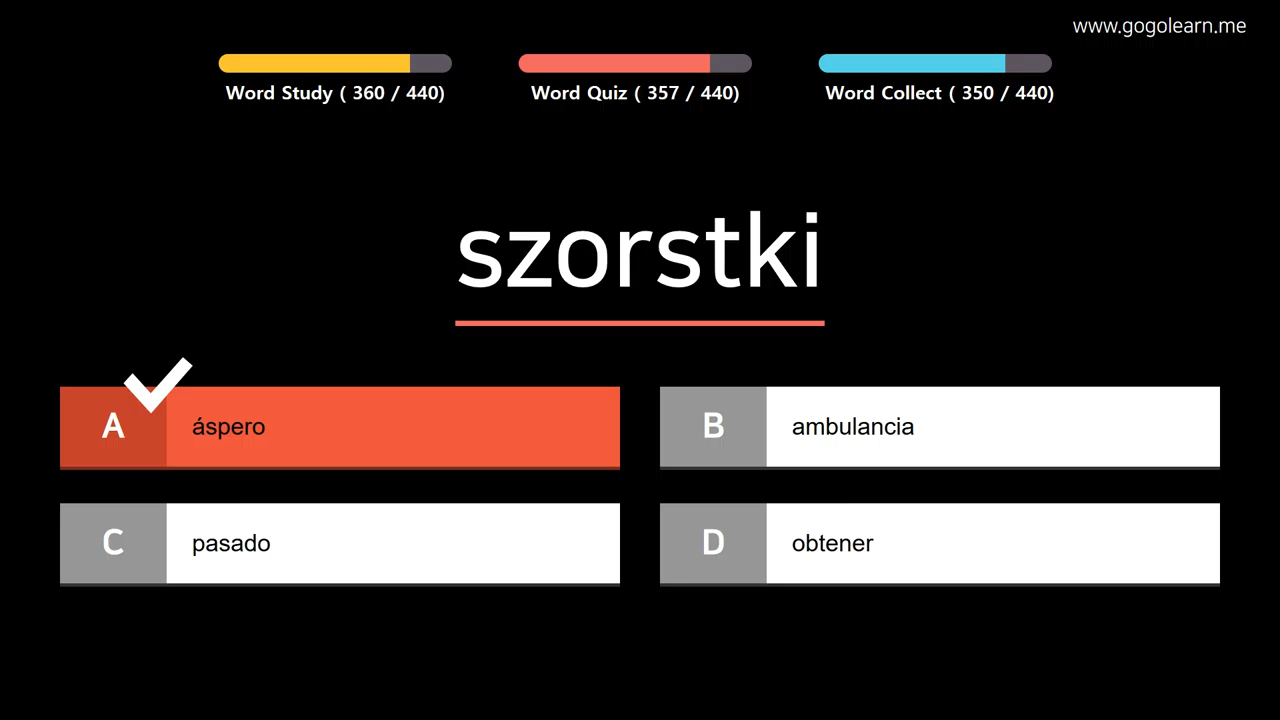 www.gogolearn.me
Word Study ( 360 / 440)
Word Quiz ( 357 / 440)
Word Collect ( 350 / 440)
szorstki
A áspero
B ambulancia
C pasado
D obtener